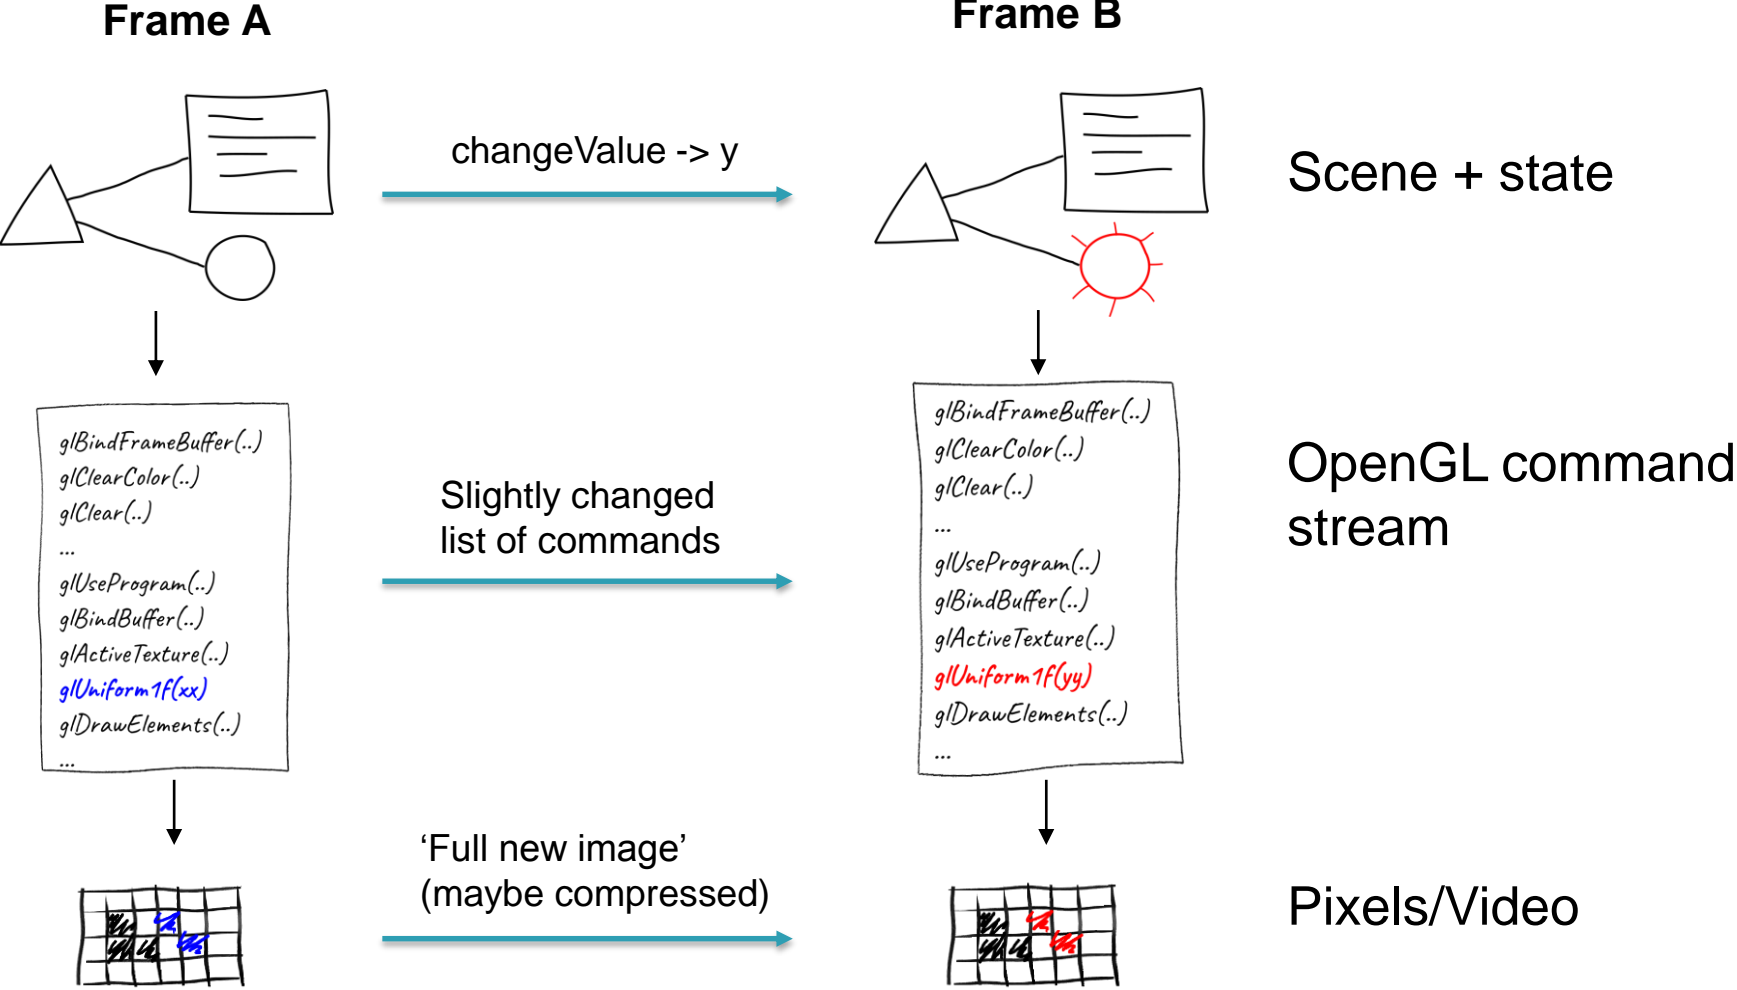 Frame A
Frame B
changeValue -> y
Scene + state
glBindFrameBuffer(..)
glClearColor(..)
glClear(..)
...
glUseProgram(..)
glBindBuffer(..)
glActiveTexture(..)
glUniform1f(xx)
glDrawElements(..)
...
Slightly changed
list of commands
glBindFrameBuffer(..)
glClearColor(..)
glClear(..)
...
glUseProgram(..)
glBindBuffer(..)
glActiveTexture(..)
glUniform1f(yy)
glDrawElements(..)
...
OpenGL command
stream
‘Full new image’
(maybe compressed)
Pixels/Video